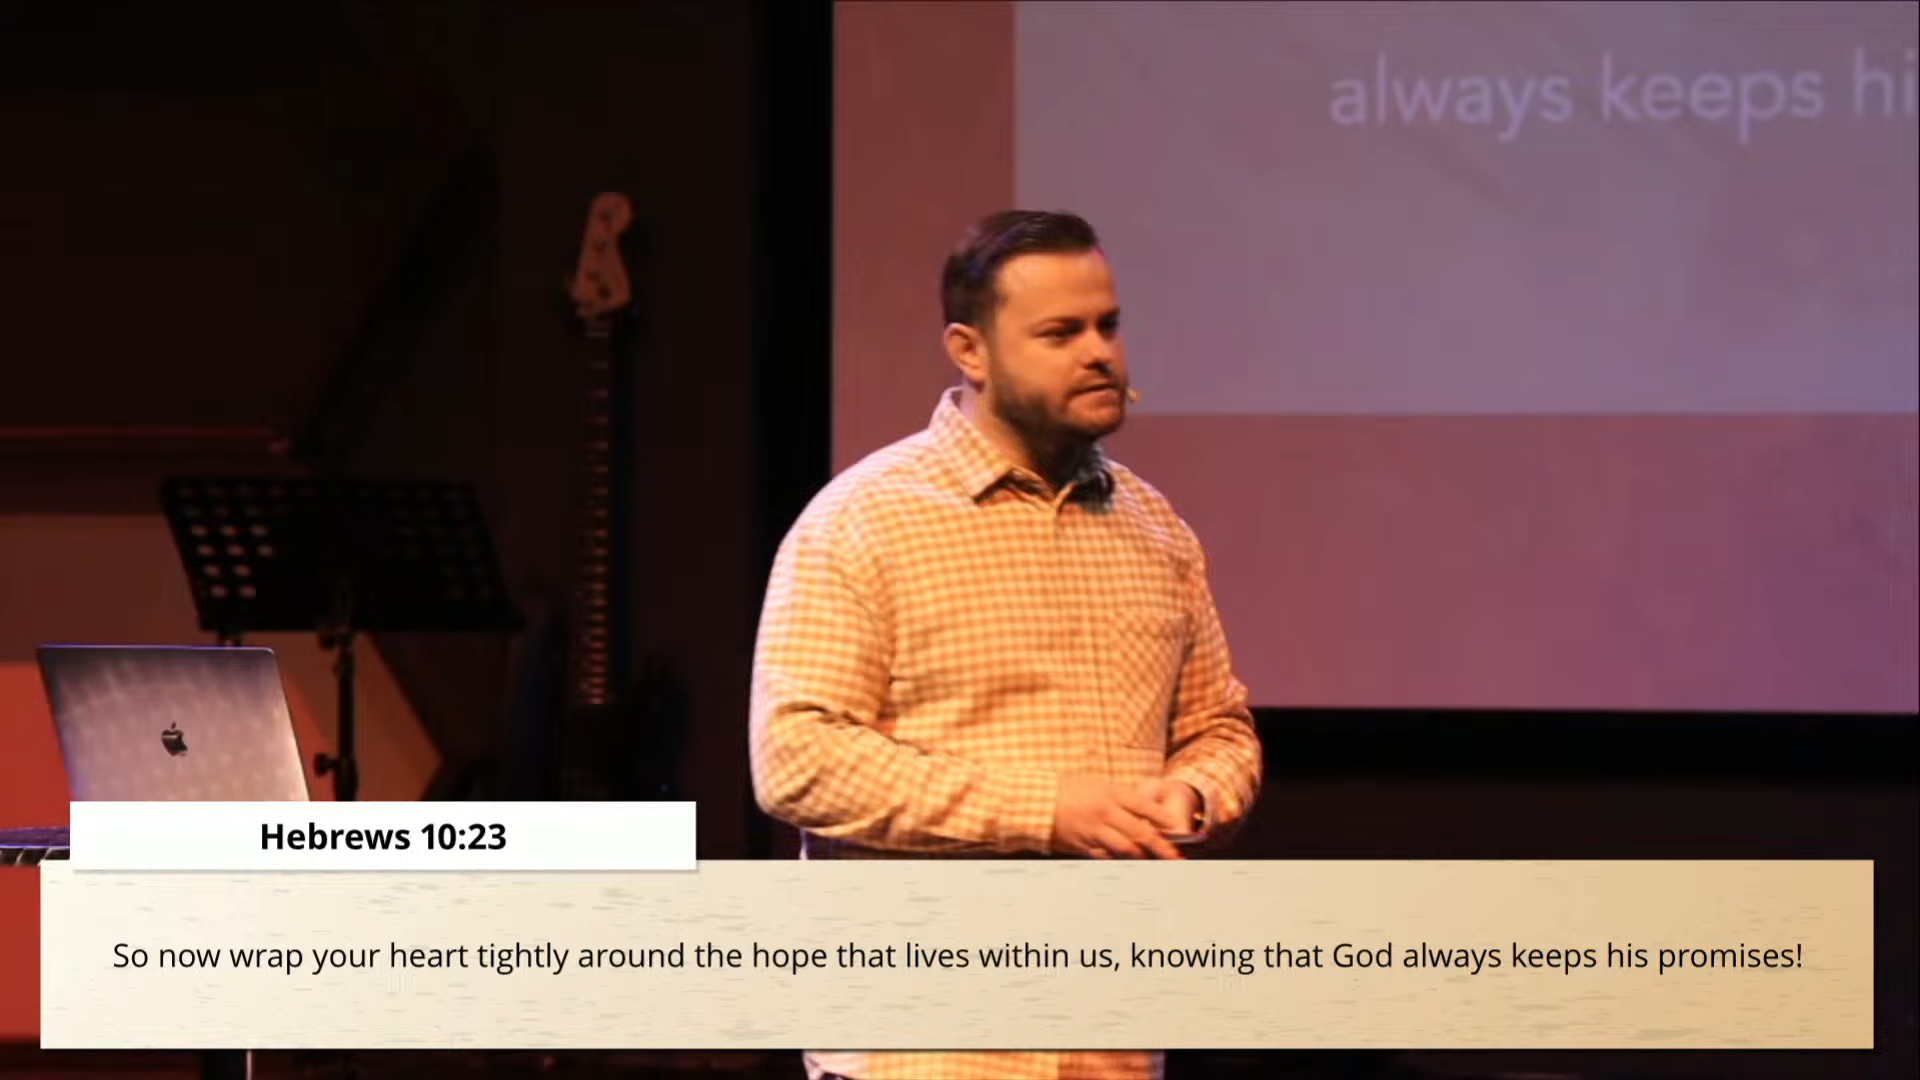 always keeps hi
Hebrews 10:23
So now wrap your heart tightly around the hope that lives within us, knowing that God always keeps his promises!